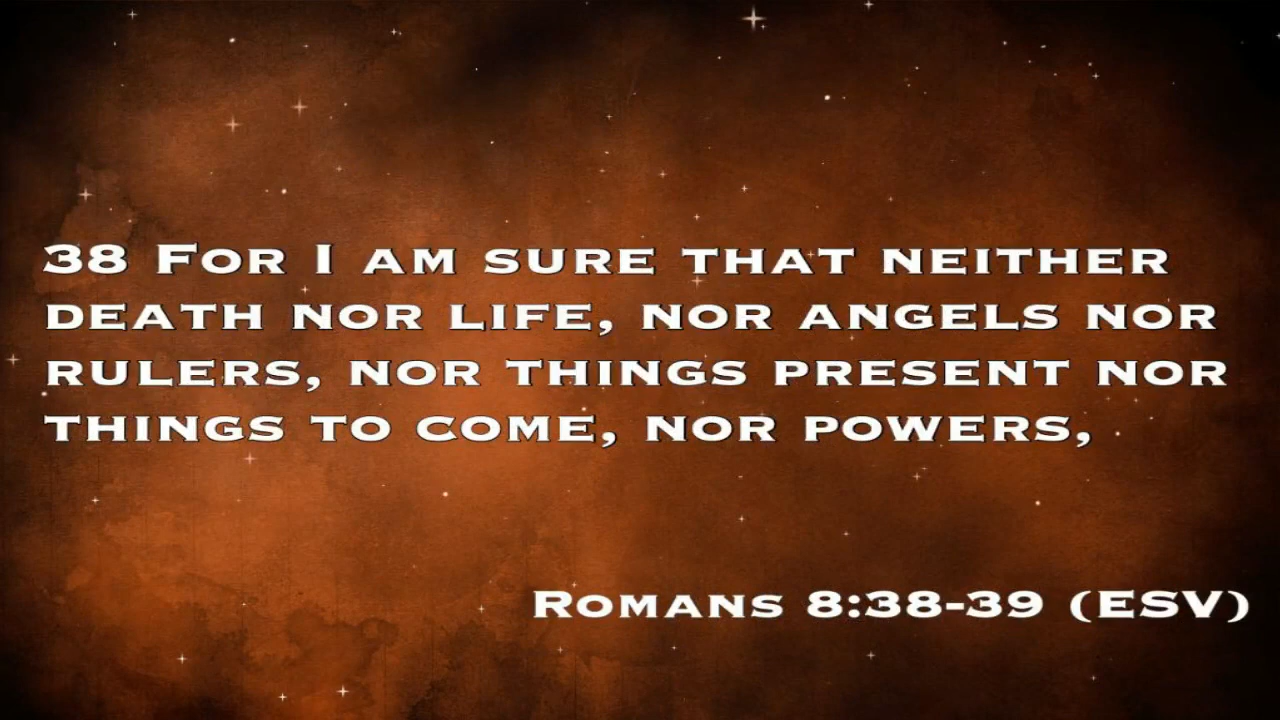 38 For I am sure that neither
death nor life, nor angels nor
rulers, nor things present nor
things to come, nor powers,
Romans 8:38-39 (ESV)